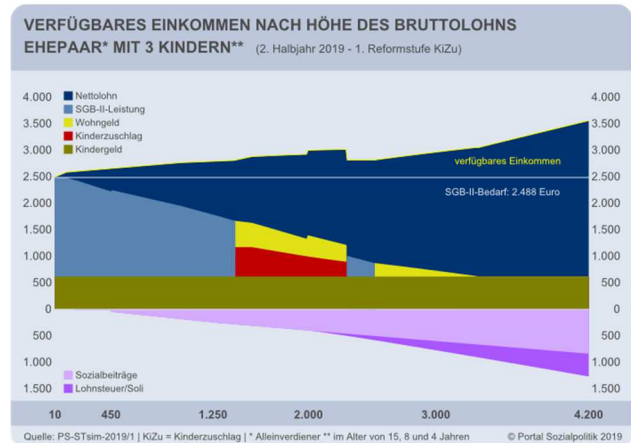 VERFÜGBARES EINKOMMEN NACH HÖHE DES BRUTTOLOHNS
EHEPAAR* MIT 3 KINDERN** (2. Halbjahr 2019 - 1. Reformstufe KiZu)
4.000 4.000
3.500 3.500
3.000 3.000
2.500 2.500
2.000 2.000
1.500 1.500
1.000 1.000
500 500
0 0
500 500
1.000 1.000
1.500 1.500
Nettolohn
SGB-II-Leistung
Wohngeld
Kinderzuschlag
Kindergeld
verfügbares Einkommen
SGB-II-Bedarf: 2.488 Euro
Sozialbeiträge
Lohnsteuer/Soli
10 450 1.250 2.000 3.000 4.200
Quelle: PS-STsim-2019/1 | KiZu = Kinderzuschlag | * Alleinverdiener ** im Alter von 15, 8 und 4 Jahren © Portal Sozialpolitik 2019